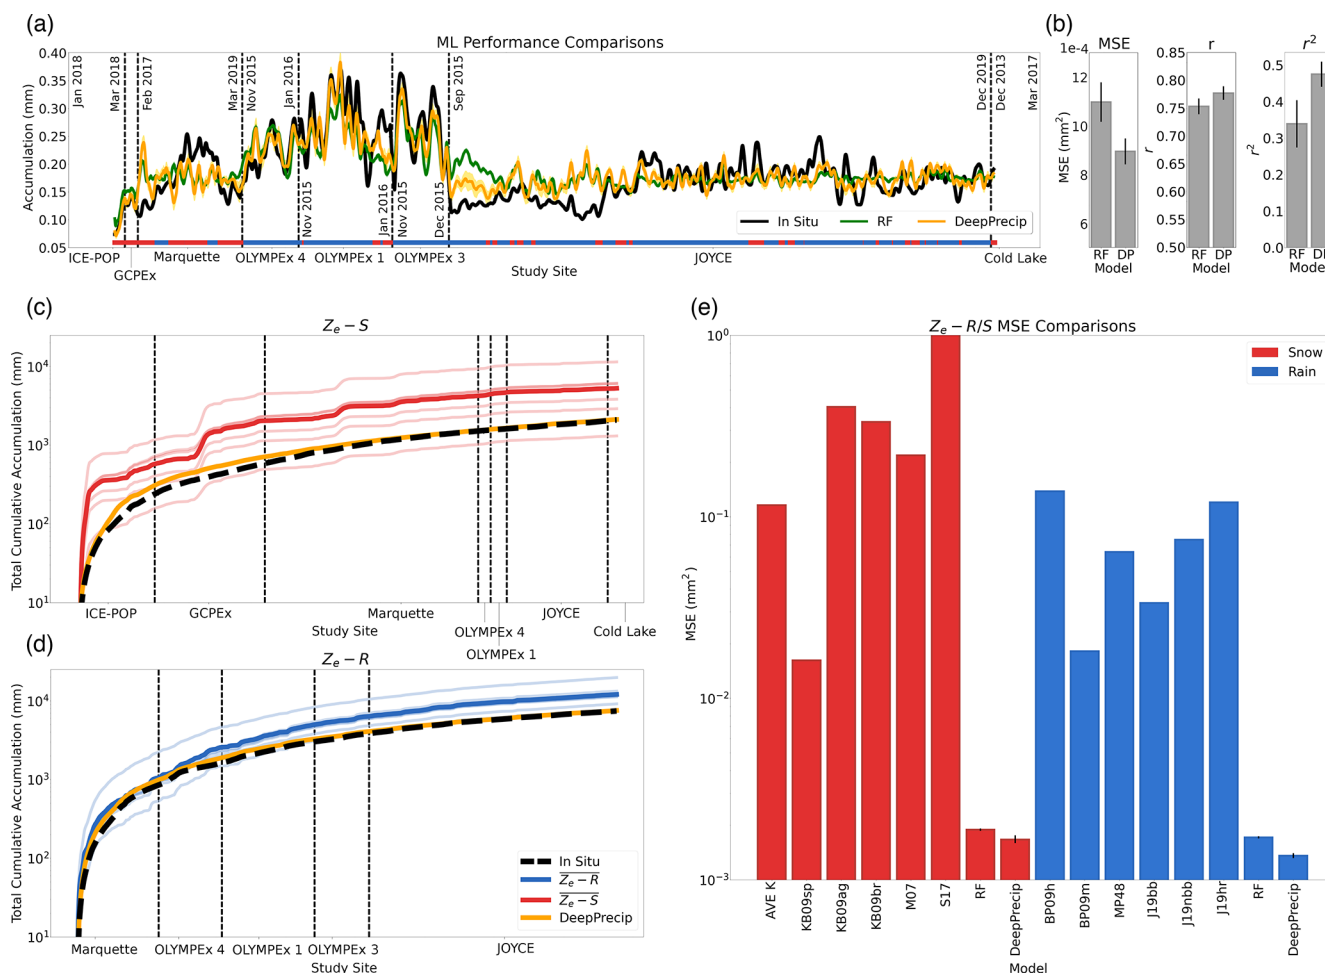 (a)
ML Performance Comparisons
Accumulation (mm)
0.40
0.35
0.30
0.25
0.20
0.15
0.10
0.05
Jan 2018
Mar 2018
Feb 2017
Mar 2019
Nov 2015
Jan 2016
Sep 2015
Dec 2019
Dec 2013
Mar 2017
Nov 2015
Jan 2016
Nov 2015
Dec 2015
In Situ
RF
DeepPrecip
ICE-POP
GCPEx
Marquette
OLYMPEx 4
OLYMPEx 1
OLYMPEx 3
JOYCE
Cold Lake
Study Site
(b)
MSE
1e-4
MSE (mm²)
12
10
8
6
RF DP
Model
r
r
0.85
0.80
0.75
0.70
0.65
0.60
0.55
0.50
RF DP
Model
r²
r²
0.5
0.4
0.3
0.2
0.1
0.0
RF DP
Model
(c)
Zₑ − S
Total Cumulative Accumulation (mm)
10⁴
10³
10²
10¹
ICE-POP
GCPEx
Marquette
OLYMPEx 4
OLYMPEx 1
JOYCE
Cold Lake
Study Site
(d)
Zₑ − R
Total Cumulative Accumulation (mm)
10⁴
10³
10²
10¹
In Situ
Zₑ − R
Zₑ − S
DeepPrecip
Marquette
OLYMPEx 4
OLYMPEx 1
OLYMPEx 3
JOYCE
Study Site
(e)
Zₑ − R/S MSE Comparisons
MSE (mm²)
10⁰
10⁻¹
10⁻²
10⁻³
Snow
Rain
AVE K
KB09sp
KB09ag
KB09br
M07
S17
RF
DeepPrecip
BP09h
BP09m
MP48
J19bb
J19nbb
J19hr
RF
DeepPrecip
Model